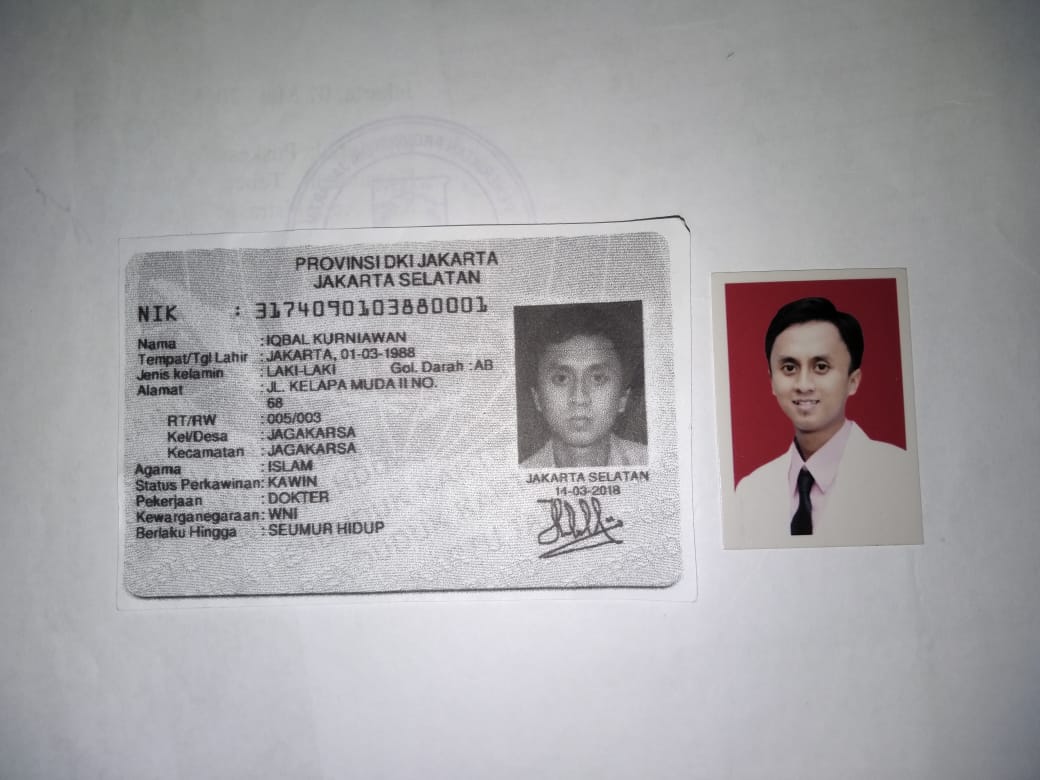 PROVINSI DKI JAKARTA
JAKARTA SELATAN
NIK : 3174090103880001
Nama : IQBAL KURNIAWAN
Tempat/Tgl Lahir : JAKARTA, 01-03-1988
Jenis kelamin : LAKI-LAKI Gol. Darah : AB
Alamat : JL. KELAPA MUDA II NO.
68
RT/RW : 005/003
Kel/Desa : JAGAKARSA
Kecamatan : JAGAKARSA
Agama : ISLAM
Status Perkawinan: KAWIN
Pekerjaan : DOKTER
Kewarganegaraan: WNI
Berlaku Hingga : SEUMUR HIDUP
JAKARTA SELATAN
14-03-2018